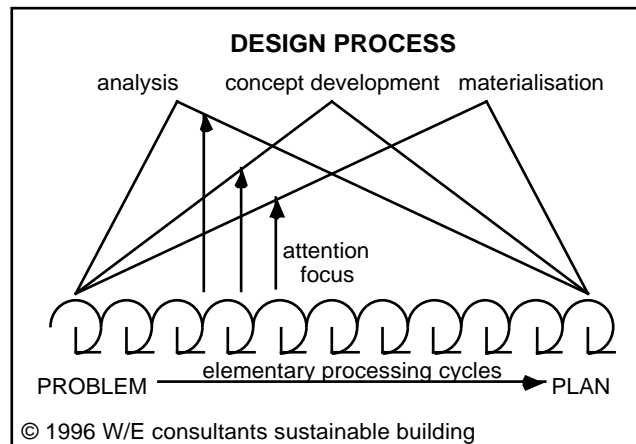 DESIGN PROCESS
analysis concept development materialisation
attention
focus
elementary processing cycles
PROBLEM PLAN
© 1996 W/E consultants sustainable building